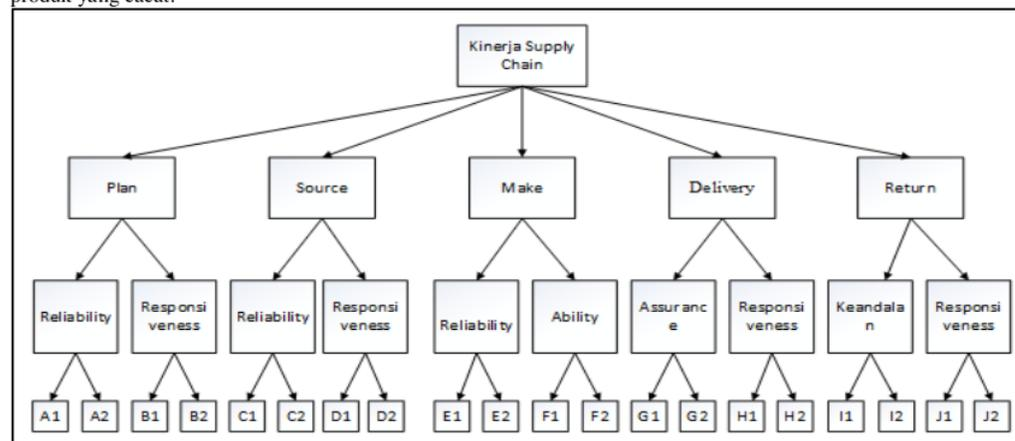 produk yang cacat.
Kinerja Supply
Chain
Plan
Source
Make
Delivery
Return
Reliability
Responsi
veness
Reliability
Responsi
veness
Reliability
Ability
Assuranc
e
Responsi
veness
Keandala
n
Responsi
veness
A1 A2 B1 B2 C1 C2 D1 D2 E1 E2 F1 F2 G1 G2 H1 H2 I1 I2 J1 J2